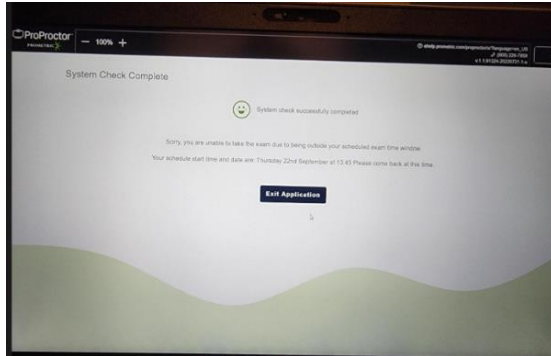 ProProctor
PROMETRIC
— 100% +
System Check Complete
System check successfully completed
Sorry, you are unable to take the exam due to being outside your scheduled exam time window
Your schedule start time and date are: Thursday 22nd September at 13:45 Please come back at this time.
Exit Application